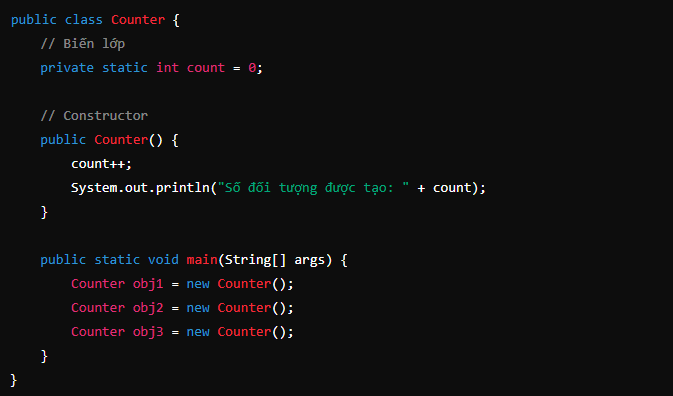 public class Counter {
// Biến lớp
private static int count = 0;
// Constructor
public Counter() {
count++;
System.out.println("Số đối tượng được tạo: " + count);
}
public static void main(String[] args) {
Counter obj1 = new Counter();
Counter obj2 = new Counter();
Counter obj3 = new Counter();
}
}